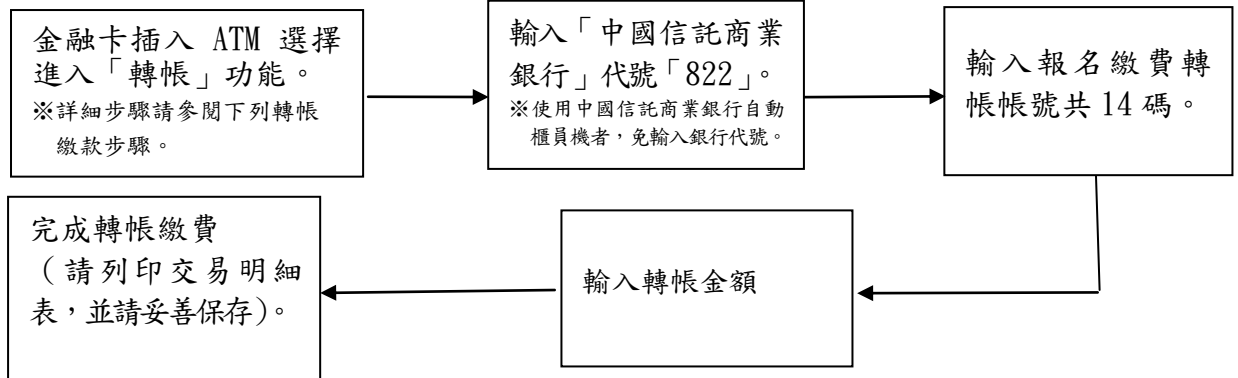 金融卡插入 ATM 選擇
進入「轉帳」功能。
※詳細步驟請參閱下列轉帳
繳款步驟。
輸入「中國信託商業
銀行」代號「822」。
※使用中國信託商業銀行自動
櫃員機者，免輸入銀行代號。
輸入報名繳費轉
帳帳號共 14 碼。
輸入轉帳金額
完成轉帳繳費
（請列印交易明細
表，並請妥善保存)。